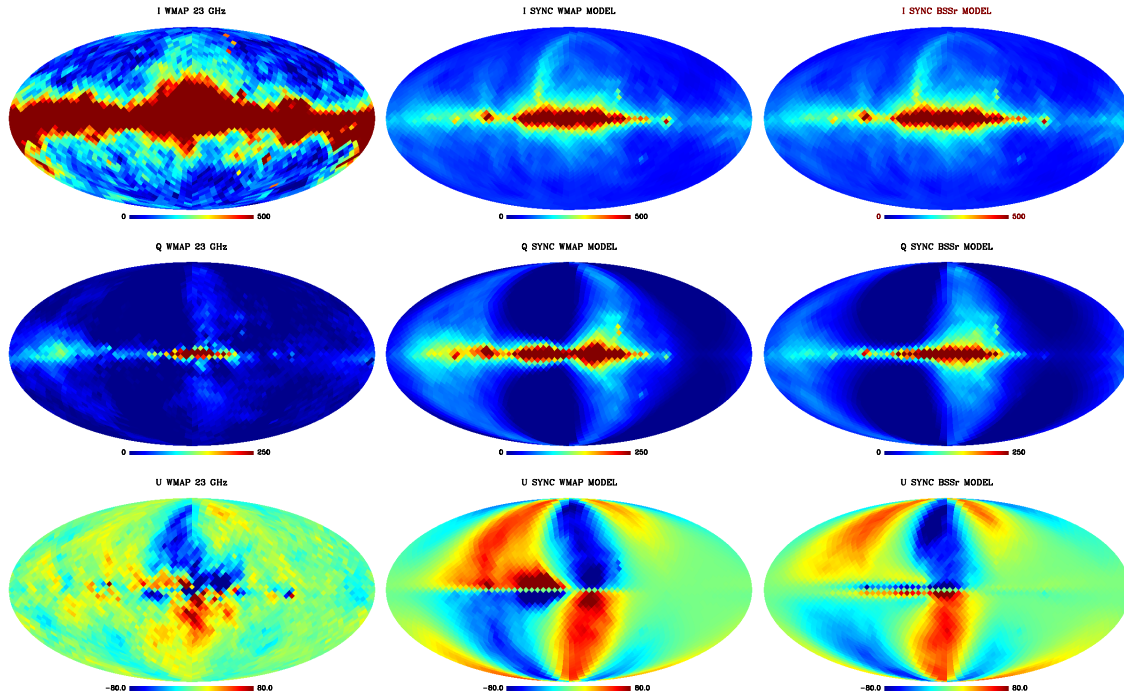 I WMAP 23 GHz
I SYNC WMAP MODEL
I SYNC BSSr MODEL
0 500
0 500
0 500
Q WMAP 23 GHz
Q SYNC WMAP MODEL
Q SYNC BSSr MODEL
0 250
0 250
0 250
U WMAP 23 GHz
U SYNC WMAP MODEL
U SYNC BSSr MODEL
-80.0 80.0
-80.0 80.0
-80.0 80.0